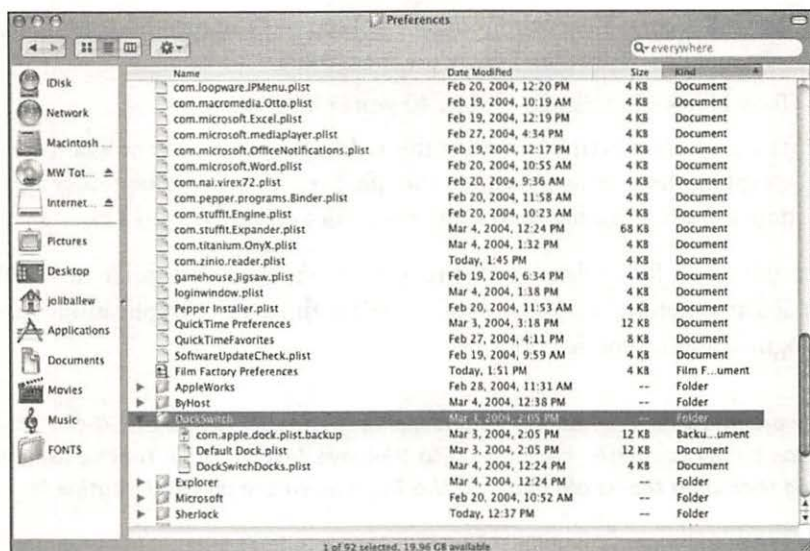 Preferences
everywhere
Name Date Modified Size Kind
com.loopware.JPMenu.plist Feb 20, 2004, 12:20 PM 4 KB Document
com.macromedia.Otto.plist Feb 19, 2004, 10:19 AM 4 KB Document
com.microsoft.Excel.plist Feb 19, 2004, 12:19 PM 4 KB Document
com.microsoft.mediaplayer.plist Feb 27, 2004, 4:34 PM 4 KB Document
com.microsoft.OfficeNotifications.plist Feb 19, 2004, 12:17 PM 4 KB Document
com.microsoft.Word.plist Feb 20, 2004, 10:55 AM 4 KB Document
com.nai.virex72.plist Feb 20, 2004, 9:36 AM 4 KB Document
com.pepper.programs.Binder.plist Feb 20, 2004, 11:58 AM 4 KB Document
com.stuffit.Engine.plist Feb 20, 2004, 10:23 AM 4 KB Document
com.stuffit.Expander.plist Mar 4, 2004, 12:24 PM 68 KB Document
com.titanium.OnyX.plist Mar 4, 2004, 1:32 PM 4 KB Document
com.zinio.reader.plist Today, 1:45 PM 4 KB Document
gamehouse.Jigsaw.plist Feb 19, 2004, 6:34 PM 4 KB Document
loginwindow.plist Mar 4, 2004, 1:38 PM 4 KB Document
Pepper Installer.plist Feb 20, 2004, 11:53 AM 4 KB Document
QuickTime Preferences Mar 3, 2004, 3:18 PM 12 KB Document
QuickTimeFavorites Feb 27, 2004, 4:11 PM 8 KB Document
SoftwareUpdateCheck.plist Feb 19, 2004, 9:59 AM 4 KB Document
Film Factory Preferences Today, 1:51 PM 4 KB Film F...ument
AppleWorks Feb 28, 2004, 11:31 AM -- Folder
ByHost Mar 4, 2004, 12:38 PM -- Folder
DockSwitch Mar 3, 2004, 2:05 PM -- Folder
com.apple.dock.plist.backup Mar 3, 2004, 2:05 PM 12 KB Backu...ument
Default Dock.plist Mar 3, 2004, 2:05 PM 12 KB Document
DockSwitchDocks.plist Mar 4, 2004, 12:24 PM 4 KB Document
Explorer Mar 4, 2004, 12:24 PM -- Folder
Microsoft Feb 20, 2004, 10:52 AM -- Folder
Sherlock Today, 12:37 PM -- Folder
iDisk
Network
Macintosh
MW Tot...
Internet...
Pictures
Desktop
joliballew
Applications
Documents
Movies
Music
FONTS
1 of 92 selected, 19.96 GB available